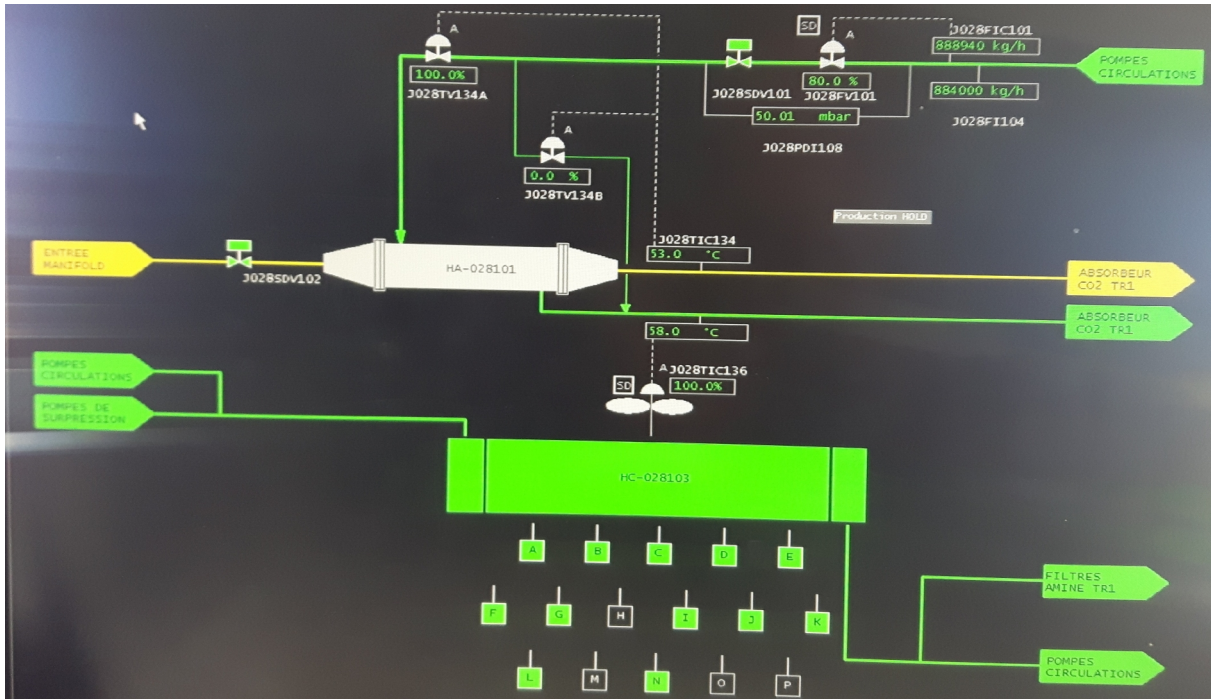 A
SD
A
J028FIC101
888940 kg/h
100.0%
J028TV134A
80.0 %
J028SDV101
J028FV101
POMPES
CIRCULATIONS
884000 kg/h
50.01 mbar
J028FI104
J028PDI108
A
0.0 %
J028TV134B
Production HOLD
J028TIC134
53.0 °C
ENTREE
MANIFOLD
J028SDV102
HA-028101
ABSORBEUR
CO2 TR1
58.0 °C
ABSORBEUR
CO2 TR1
POMPES
CIRCULATIONS
A J028TIC136
SD
100.0%
POMPES DE
SURPRESSION
HC-028103
A B C D E
F G H I J K
L M N O P
FILTRES
AMINE TR1
POMPES
CIRCULATIONS